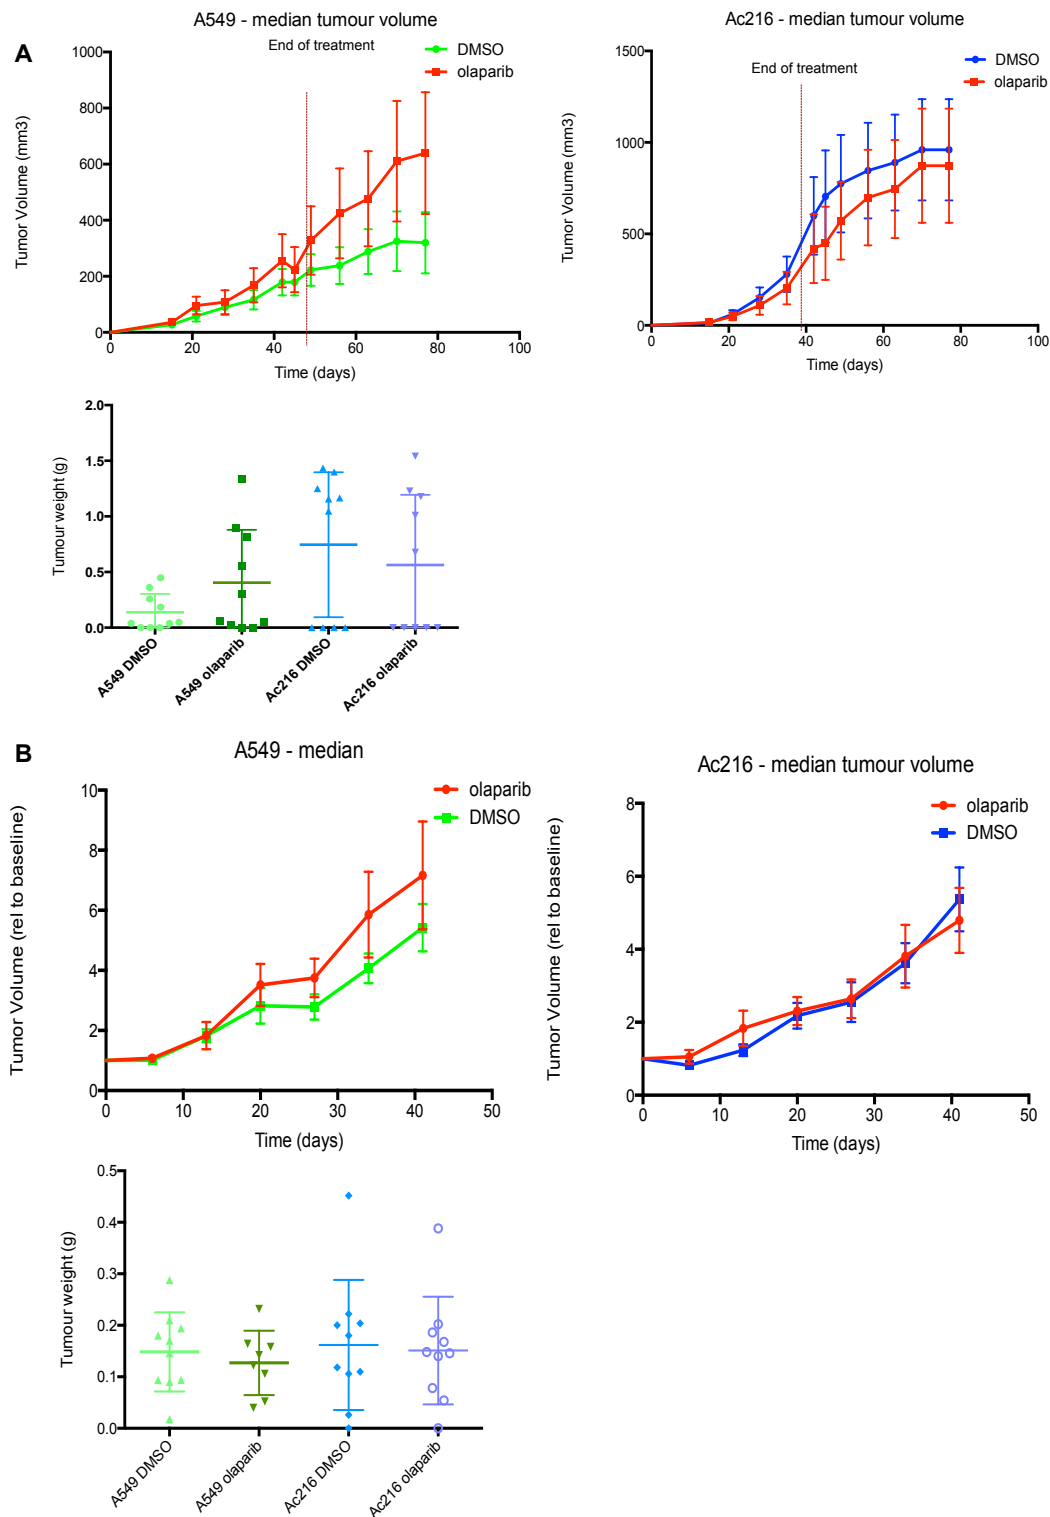 A
A549 - median tumour volume
End of treatment
DMSO
olaparib
1000
800
600
400
200
0
Tumor Volume (mm3)
0 20 40 60 80 100
Time (days)
Ac216 - median tumour volume
End of treatment
DMSO
olaparib
1500
1000
500
0
Tumor Volume (mm3)
0 20 40 60 80 100
Time (days)
2.0
1.5
1.0
0.5
0.0
Tumour weight (g)
A549 DMSO
A549 olaparib
Ac216 DMSO
Ac216 olaparib
B
A549 - median
olaparib
DMSO
10
8
6
4
2
0
Tumor Volume (rel to baseline)
0 10 20 30 40 50
Time (days)
Ac216 - median tumour volume
olaparib
DMSO
8
6
4
2
0
Tumor Volume (rel to baseline)
0 10 20 30 40 50
Time (days)
0.5
0.4
0.3
0.2
0.1
0.0
Tumour weight (g)
A549 DMSO
A549 olaparib
Ac216 DMSO
Ac216 olaparib